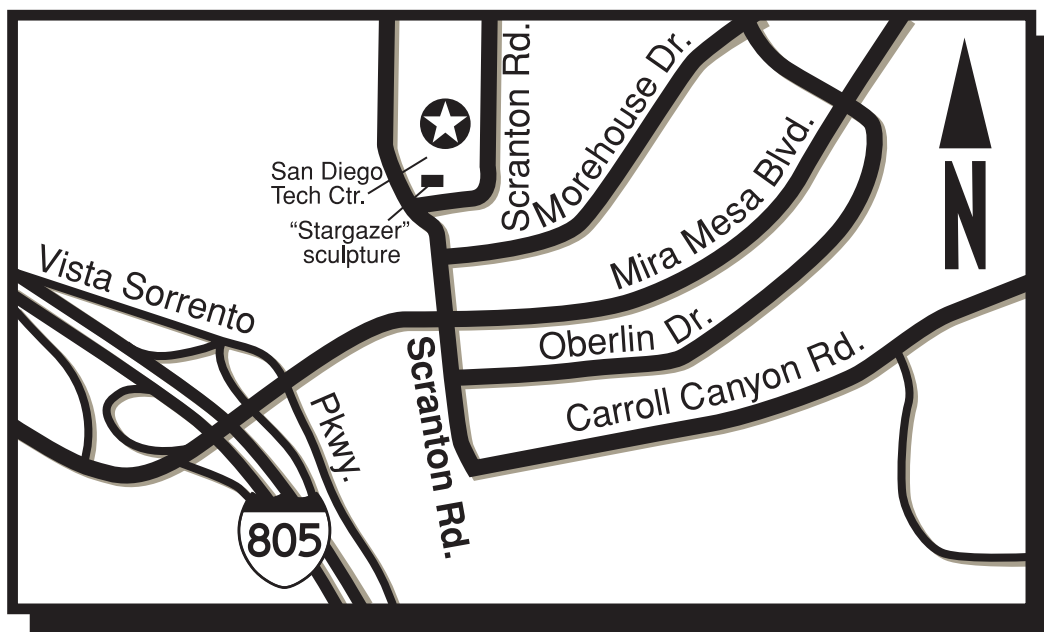 Scranton Rd.
Morehouse Dr.
San Diego
Tech Ctr.
“Stargazer”
sculpture
Mira Mesa Blvd.
N
Vista Sorrento
Pkwy.
Oberlin Dr.
Scranton Rd.
Carroll Canyon Rd.
805